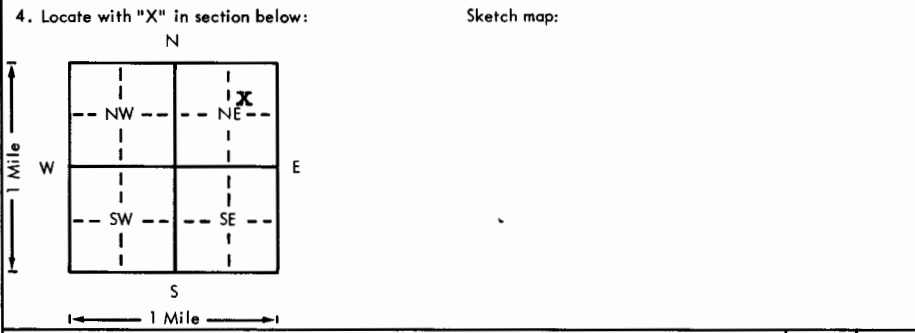 4. Locate with "X" in section below:
Sketch map:
N
X
NW
NE
1 Mile
W
E
SW
SE
S
1 Mile